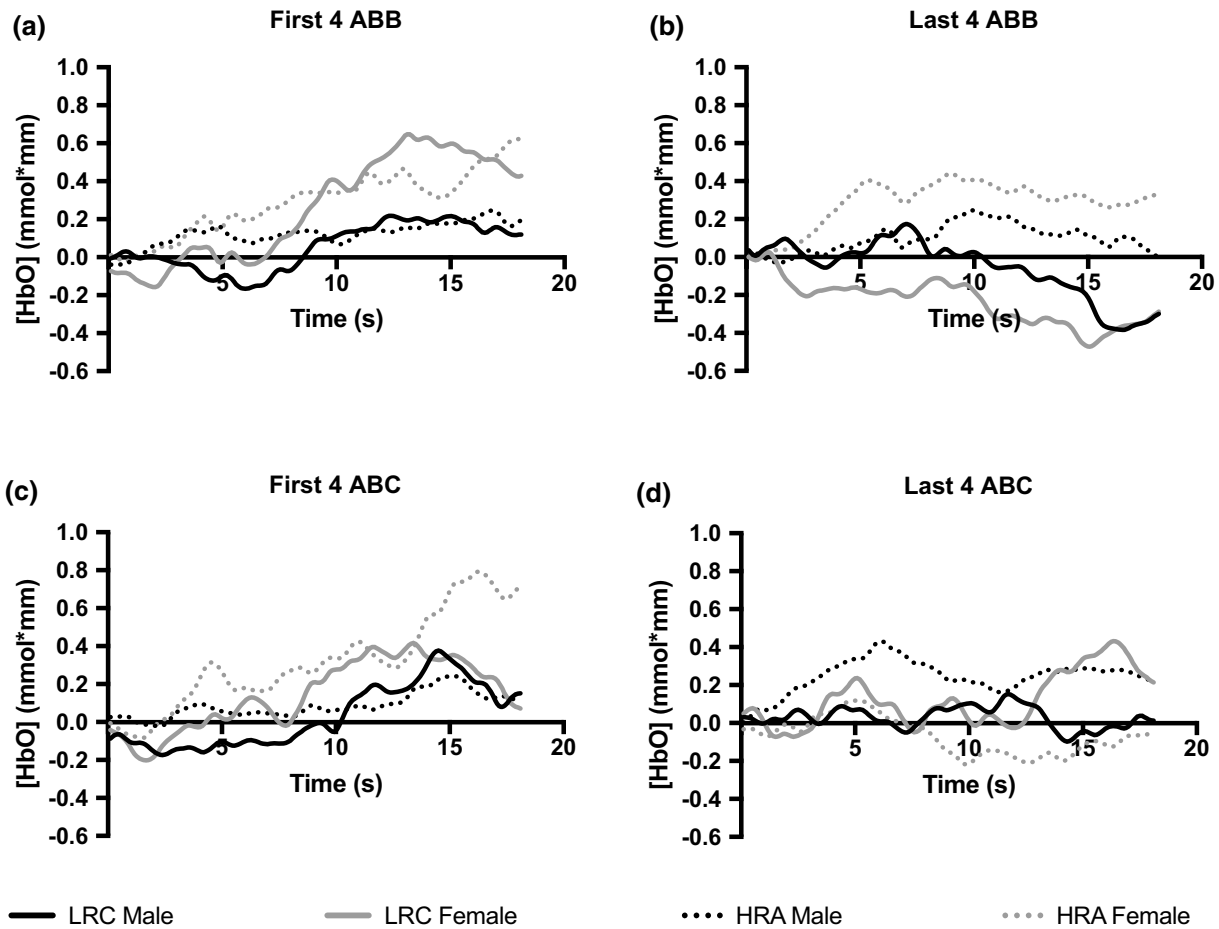 (a)
First 4 ABB
[HbO] (mmol*mm)
1.0
0.8
0.6
0.4
0.2
0.0
-0.2
-0.4
-0.6
5
10
15
20
Time (s)
(b)
Last 4 ABB
[HbO] (mmol*mm)
1.0
0.8
0.6
0.4
0.2
0.0
-0.2
-0.4
-0.6
5
10
15
20
Time (s)
(c)
First 4 ABC
[HbO] (mmol*mm)
1.0
0.8
0.6
0.4
0.2
0.0
-0.2
-0.4
-0.6
5
10
15
20
Time (s)
(d)
Last 4 ABC
[HbO] (mmol*mm)
1.0
0.8
0.6
0.4
0.2
0.0
-0.2
-0.4
-0.6
5
10
15
20
Time (s)
LRC Male
LRC Female
HRA Male
HRA Female